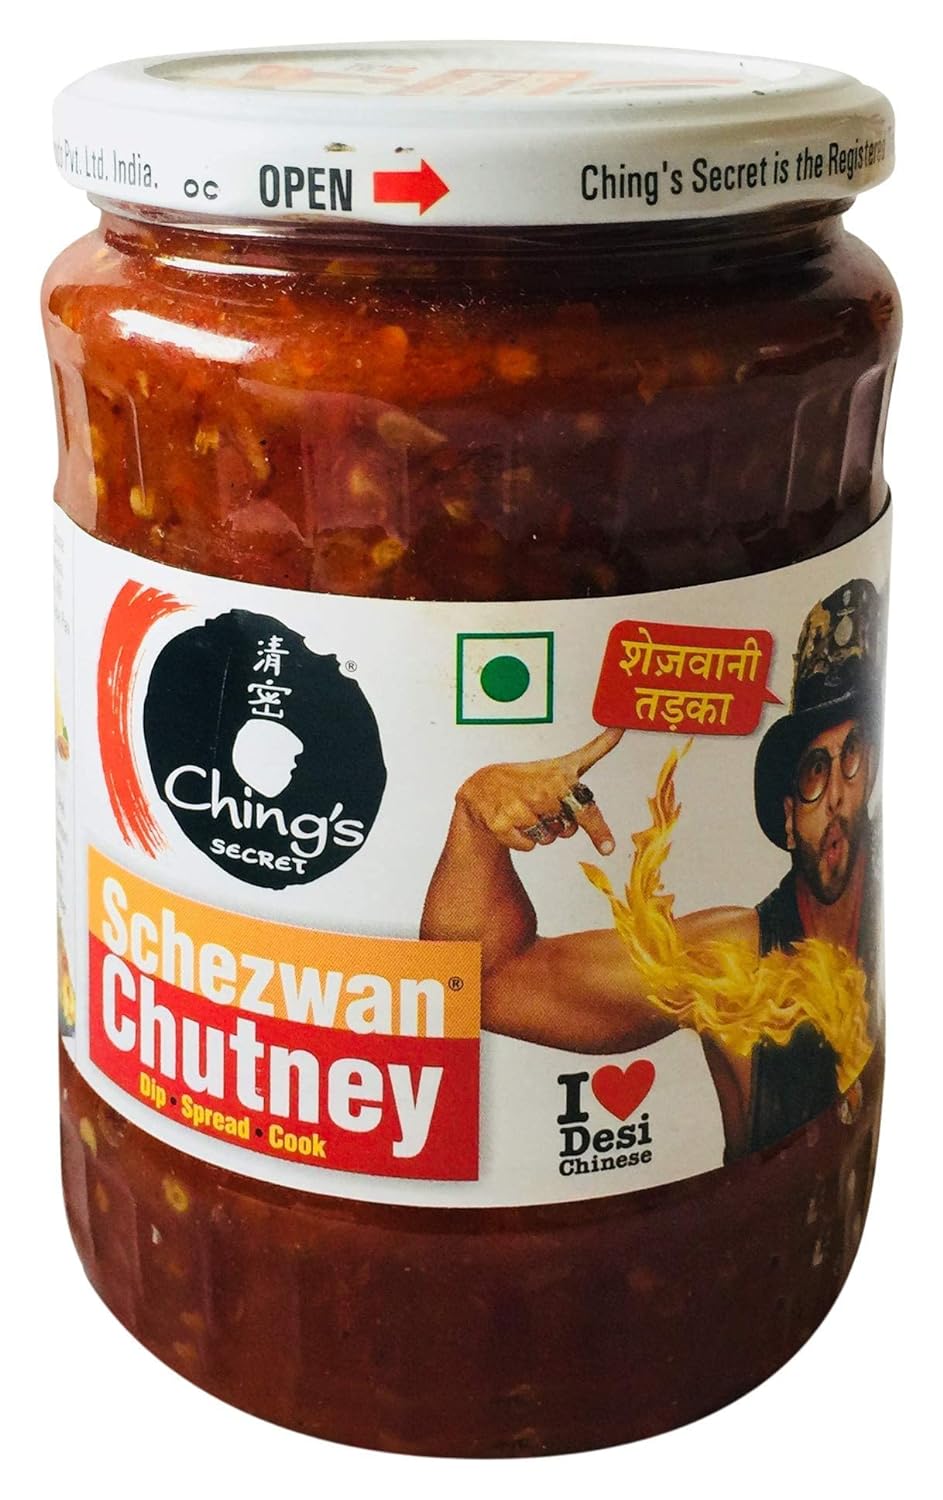 Pvt. Ltd. India.
OC
OPEN
Ching's Secret is the Registered
清
密
®
Ching's
SECRET
शेज़वानी
तड़का
Schezwan®
Chutney
Dip • Spread • Cook
I
Desi
Chinese